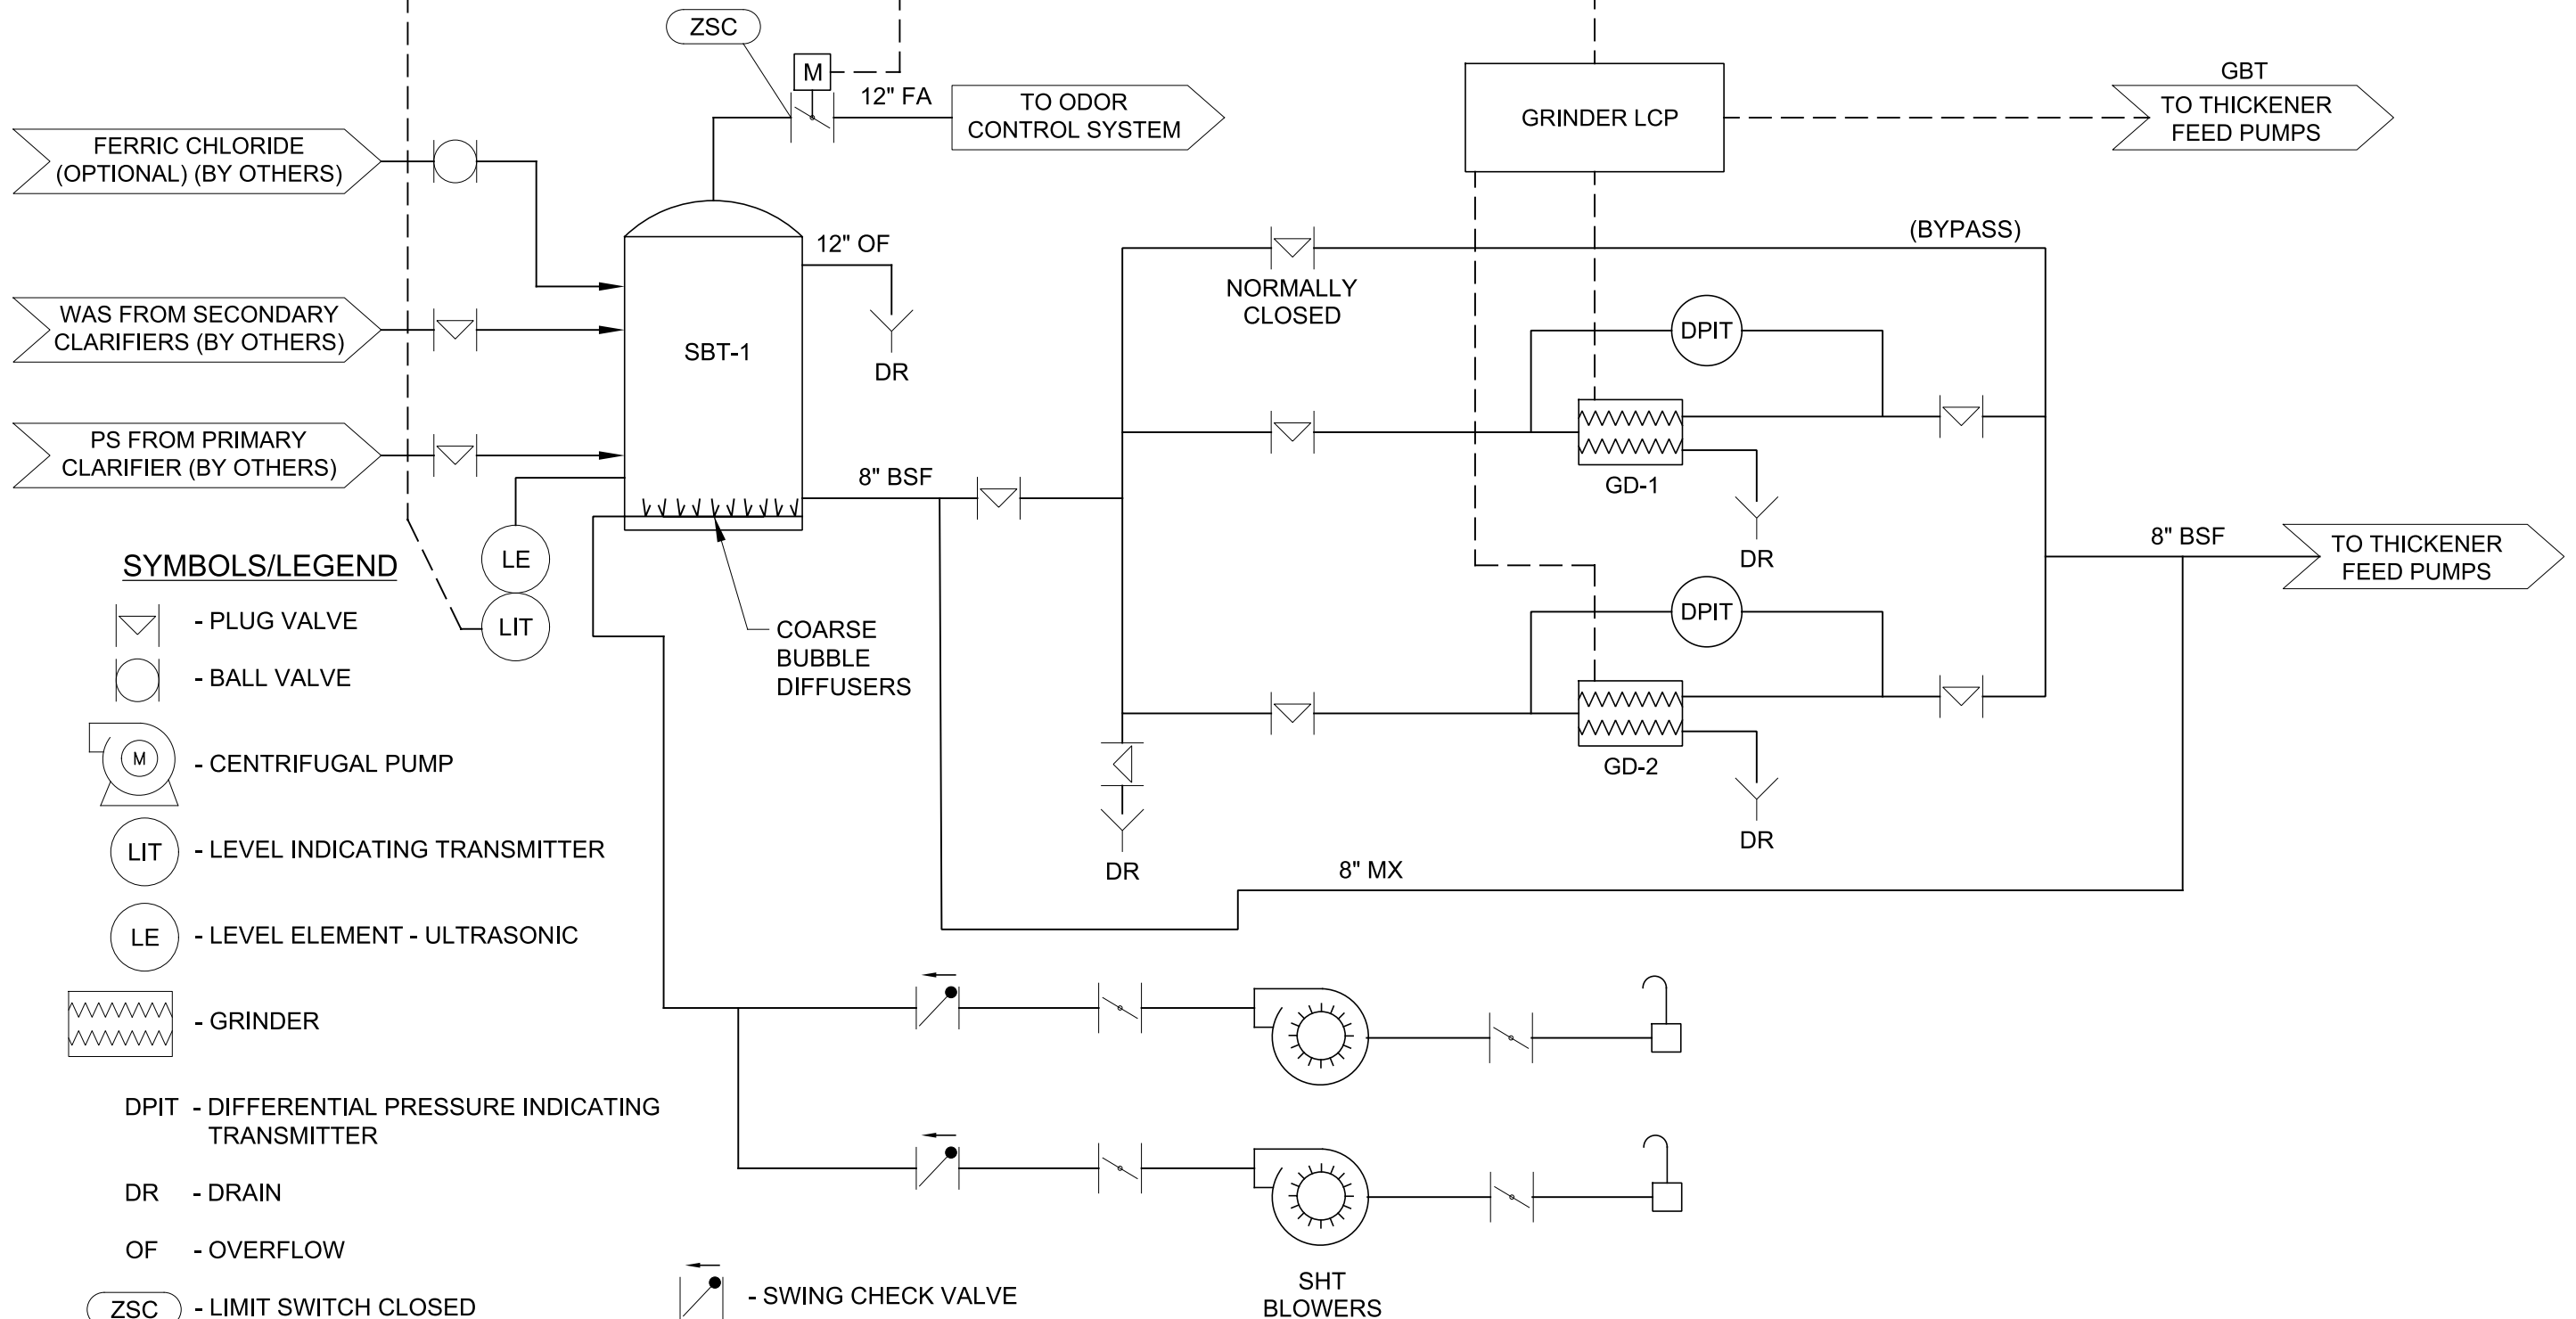 ZSC
M
12" FA
TO ODOR
CONTROL SYSTEM
GRINDER LCP
GBT
TO THICKENER
FEED PUMPS
FERRIC CHLORIDE
(OPTIONAL) (BY OTHERS)
12" OF
(BYPASS)
NORMALLY
CLOSED
WAS FROM SECONDARY
CLARIFIERS (BY OTHERS)
SBT-1
DR
DPIT
PS FROM PRIMARY
CLARIFIER (BY OTHERS)
8" BSF
GD-1
DR
8" BSF
TO THICKENER
FEED PUMPS
LE
LIT
COARSE
BUBBLE
DIFFUSERS
DPIT
GD-2
DR
DR
8" MX
SYMBOLS/LEGEND
- PLUG VALVE
- BALL VALVE
M - CENTRIFUGAL PUMP
LIT - LEVEL INDICATING TRANSMITTER
LE - LEVEL ELEMENT - ULTRASONIC
- GRINDER
DPIT - DIFFERENTIAL PRESSURE INDICATING
TRANSMITTER
DR - DRAIN
OF - OVERFLOW
ZSC - LIMIT SWITCH CLOSED
- SWING CHECK VALVE
SHT
BLOWERS